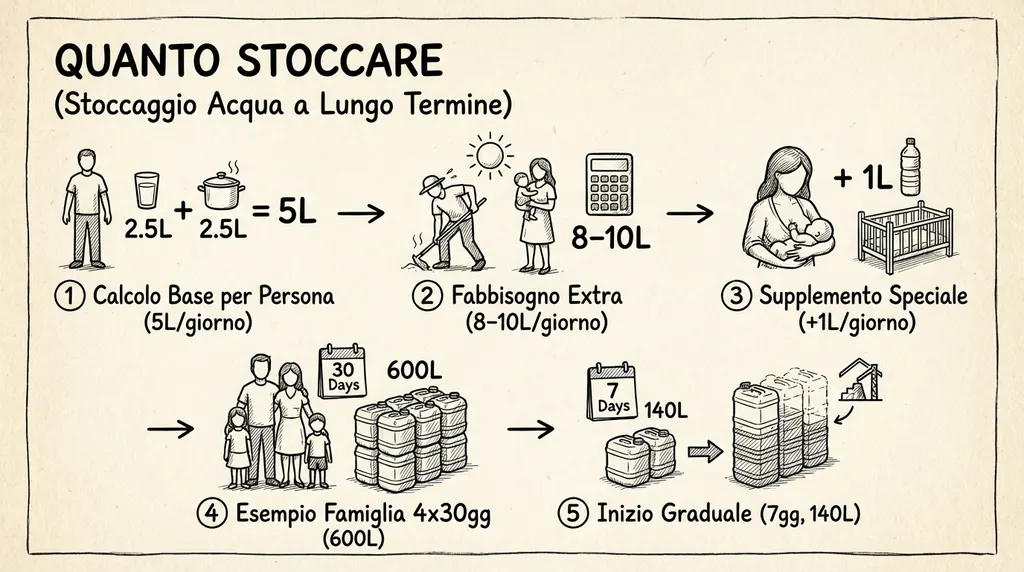 QUANTO STOCCARE
(Stoccaggio Acqua a Lungo Termine)
2.5L + 2.5L = 5L
① Calcolo Base per Persona
(5L/giorno)
8–10L
② Fabbisogno Extra
(8–10L/giorno)
+ 1L
③ Supplemento Speciale
(+1L/giorno)
30
Days
600L
④ Esempio Famiglia 4x30gg
(600L)
7
Days
140L
⑤ Inizio Graduale (7gg, 140L)